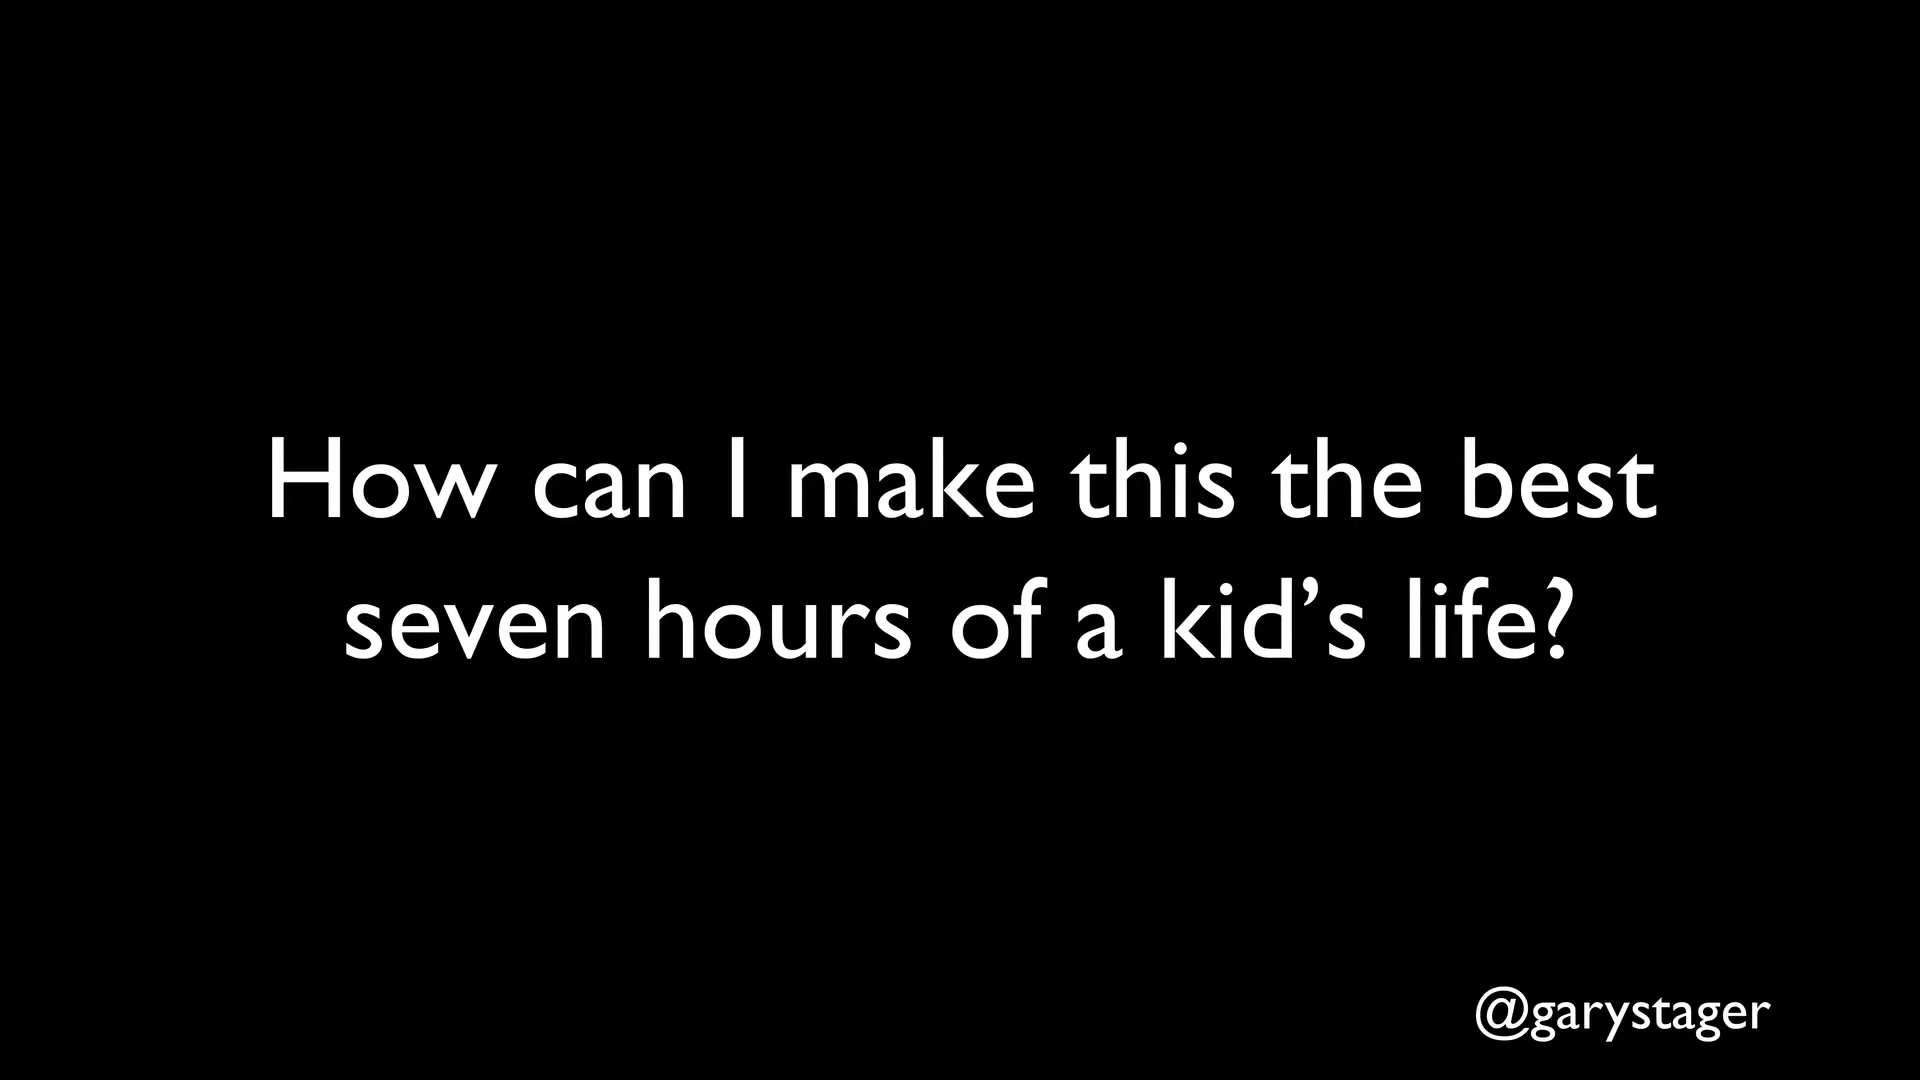 How can I make this the best
seven hours of a kid’s life?
@garystager